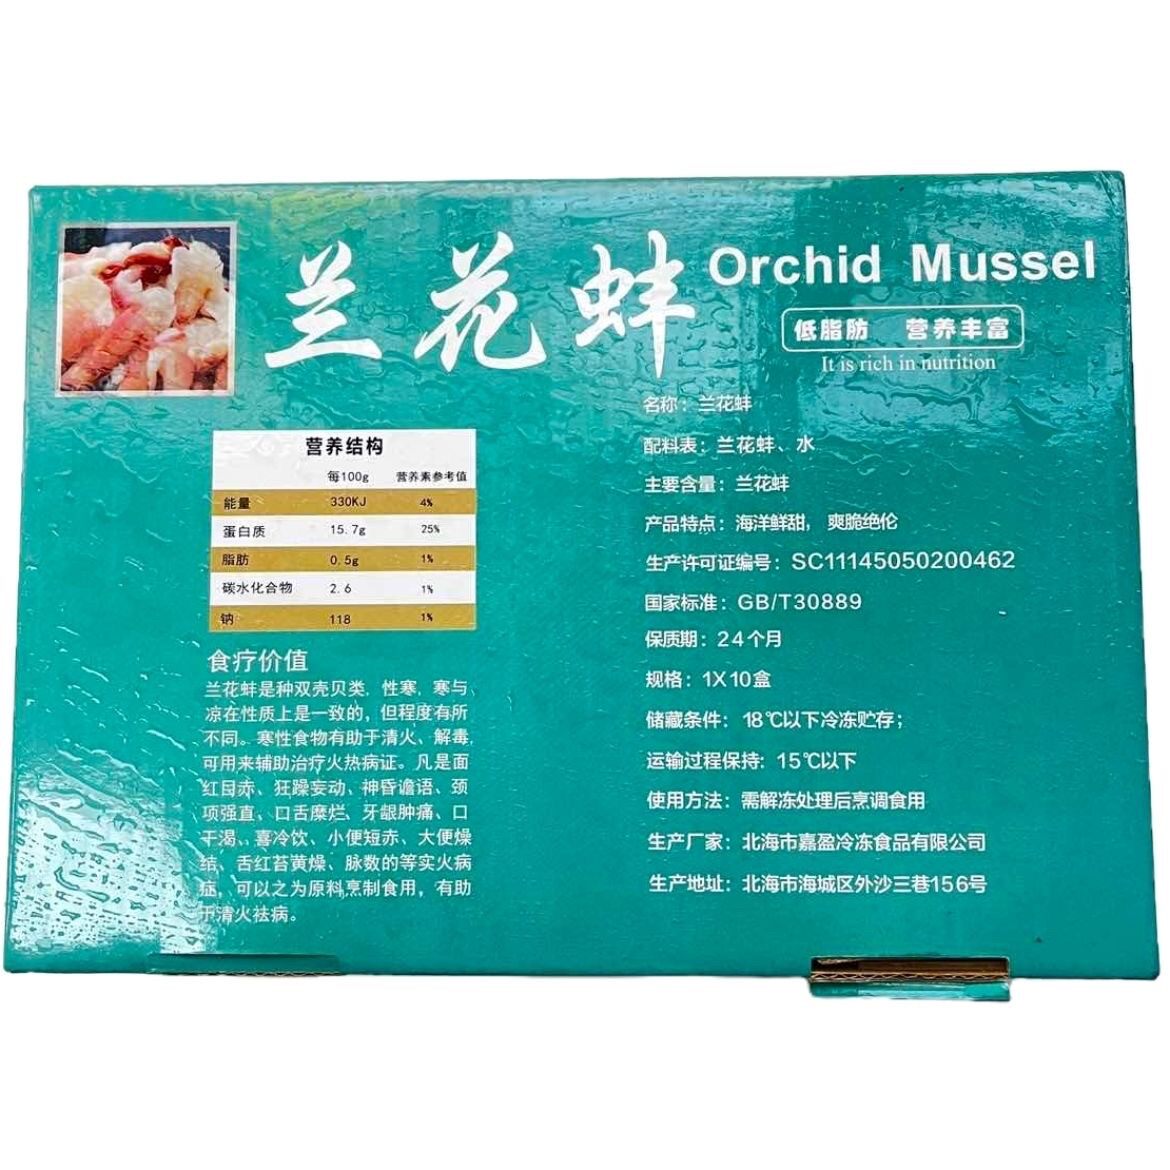 兰花蚌 Orchid Mussel
低脂肪 营养丰富
It is rich in nutrition
营养结构
每100g 营养素参考值
能量 330KJ 4%
蛋白质 15.7g 25%
脂肪 0.5g 1%
碳水化合物 2.6 1%
钠 118 1%
食疗价值
兰花蚌是种双壳贝类,性寒,寒与
凉在性质上是一致的,但程度有所
不同。寒性食物有助于清火、解毒,
可用来辅助治疗火热病证。凡是面
红目赤、狂躁妄动、神昏谵语、颈
项强直、口舌糜烂、牙龈肿痛、口
干渴、喜冷饮、小便短赤、大便燥
结、舌红苔黄燥、脉数的等实火病
症,可以之为原料烹制食用,有助
于清火祛病。
名称:兰花蚌
配料表:兰花蚌、水
主要含量:兰花蚌
产品特点:海洋鲜甜,爽脆绝伦
生产许可证编号:SC11145050200462
国家标准:GB/T30889
保质期:24个月
规格:1X10盒
储藏条件:18℃以下冷冻贮存;
运输过程保持:15℃以下
使用方法:需解冻处理后烹调食用
生产厂家:北海市嘉盈冷冻食品有限公司
生产地址:北海市海城区外沙三巷156号